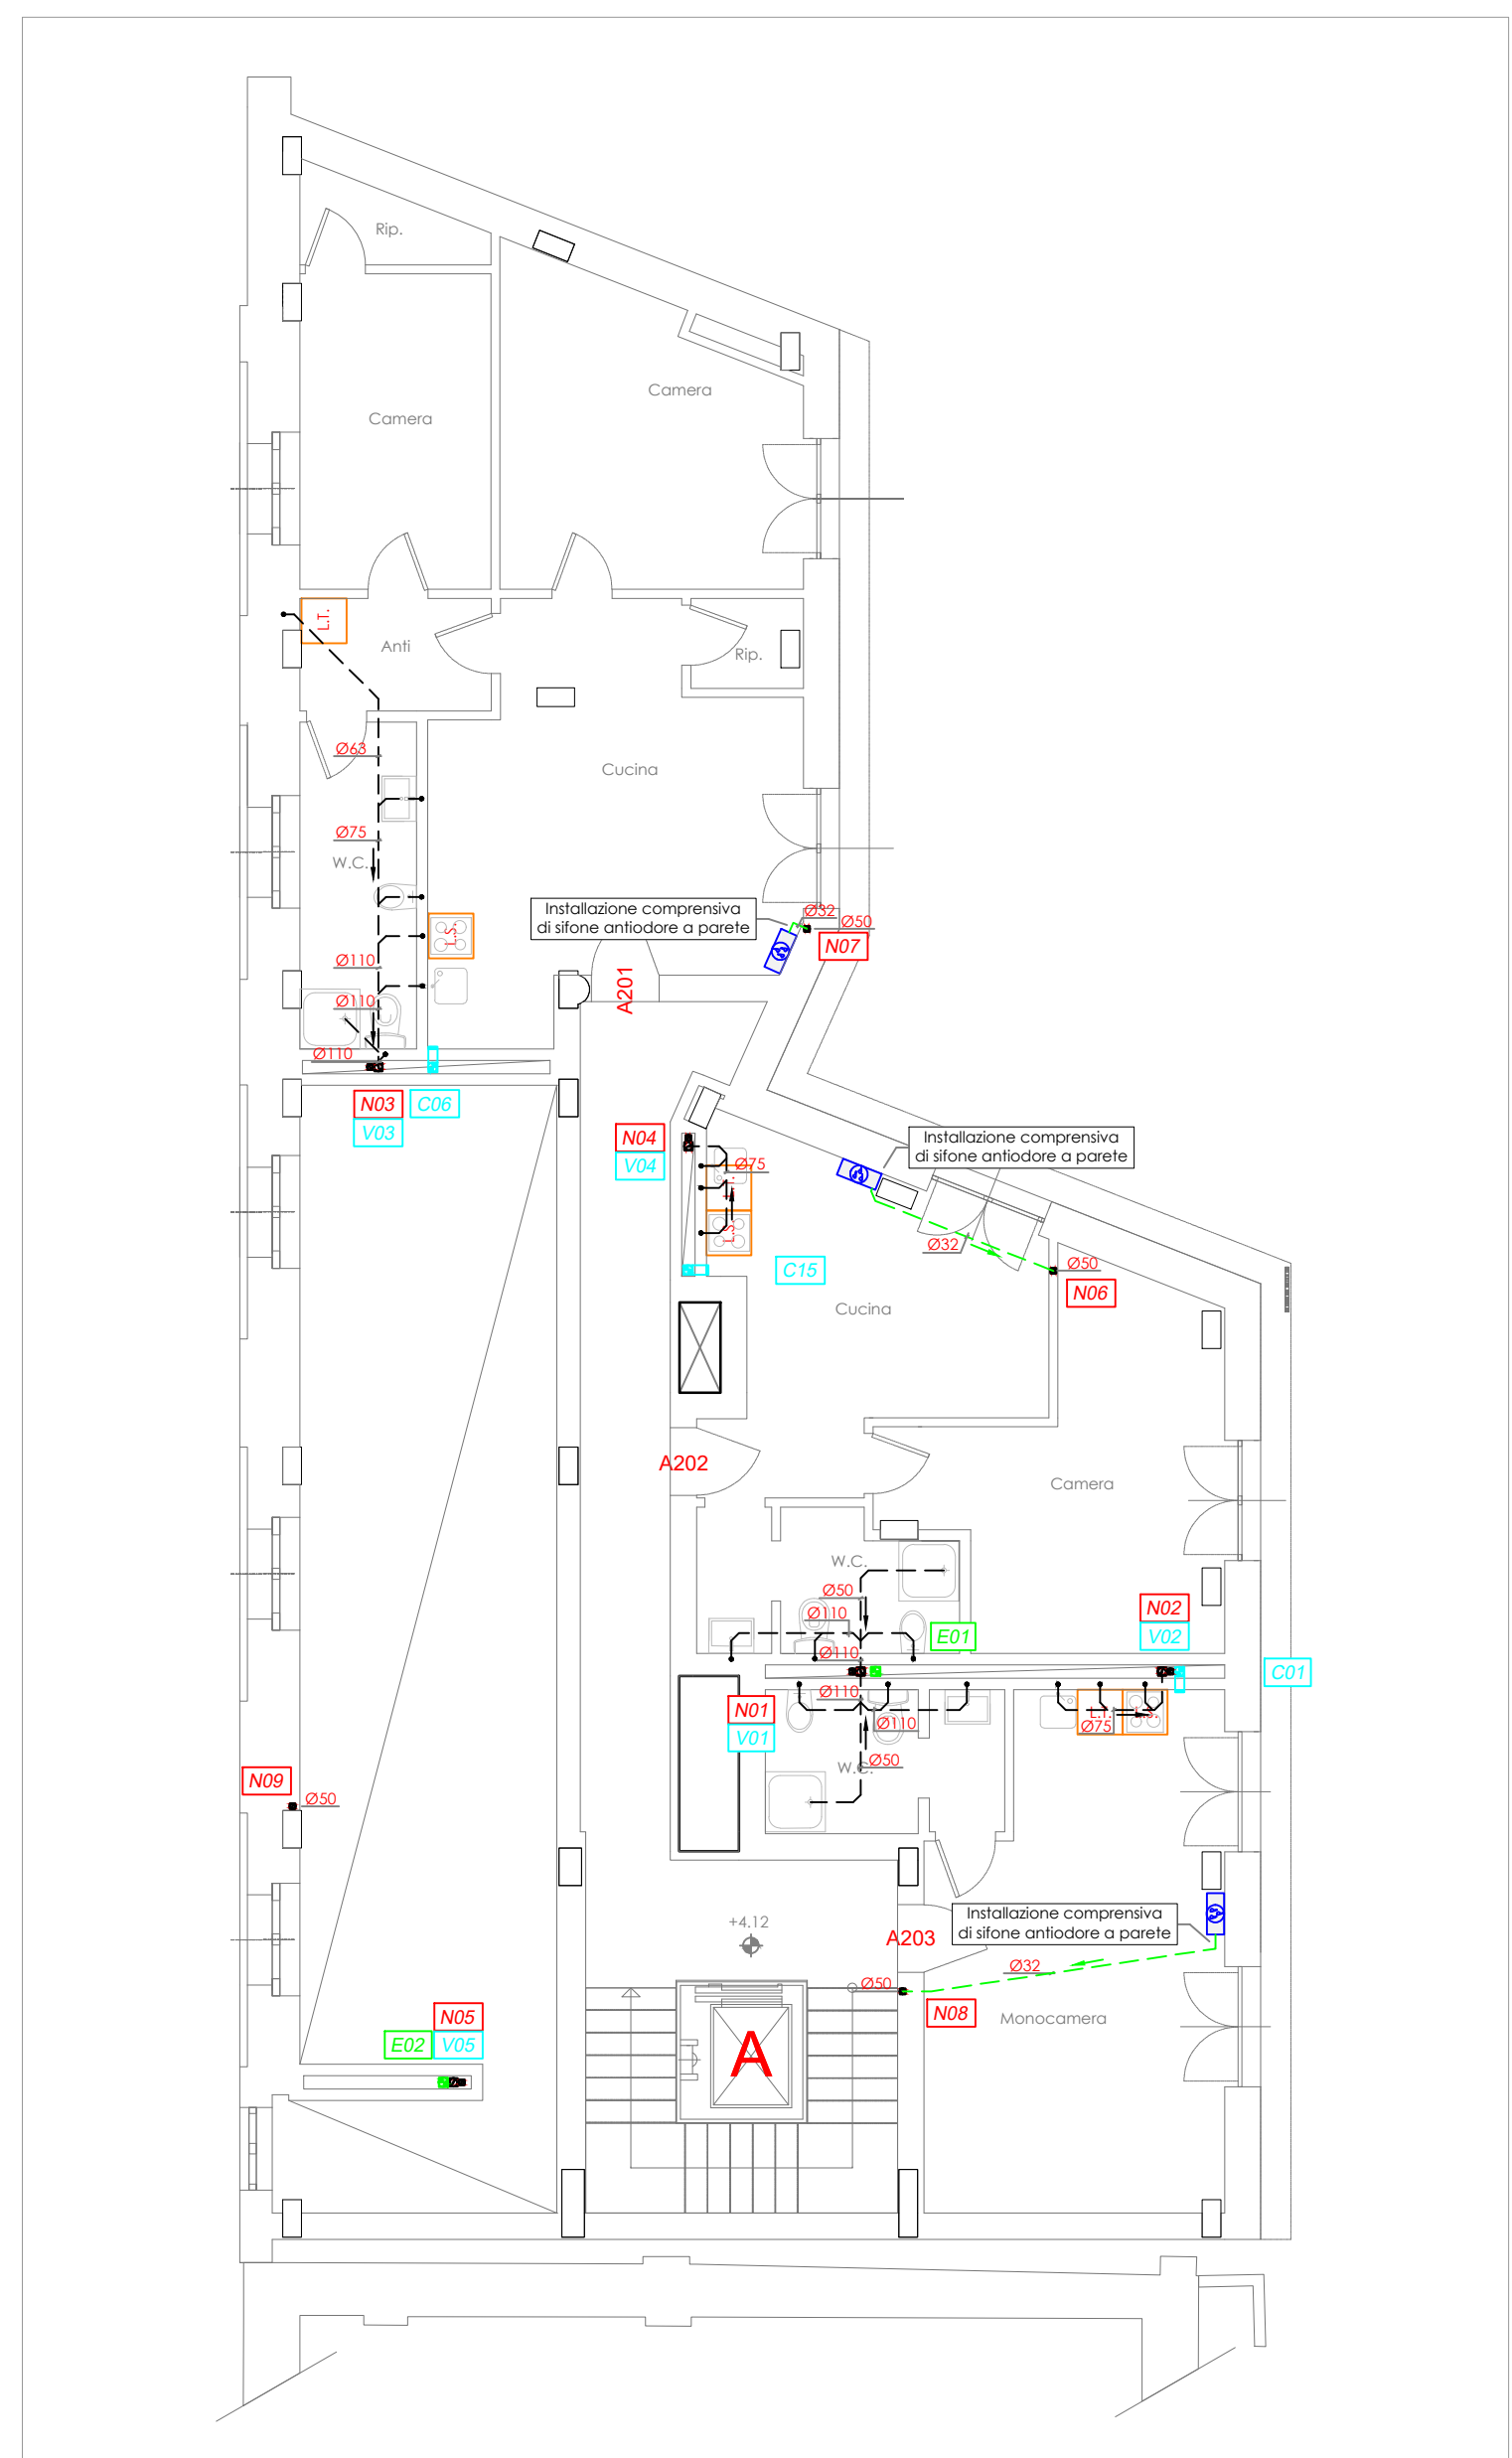 Rip.
Camera
Camera
L.T.
Anti
Rip.
Ø63
Cucina
Ø75
W.C.
Installazione comprensiva
di sifone antiodore a parete
Ø32
Ø50
N07
L.S.
Ø110
A201
Ø110
Ø110
N03
C06
V03
N04
V04
Ø75
L.T.
L.S.
Installazione comprensiva
di sifone antiodore a parete
Ø32
Ø50
N06
C15
Cucina
A202
Camera
W.C.
Ø50
Ø110
E01
N02
V02
Ø110
C01
Ø110
N01
V01
Ø110
L.T.
L.S.
Ø75
Ø50
W.C.
N09
Ø50
Installazione comprensiva
di sifone antiodore a parete
+4.12
A203
Ø32
Ø50
N08
Monocamera
N05
E02
V05
A